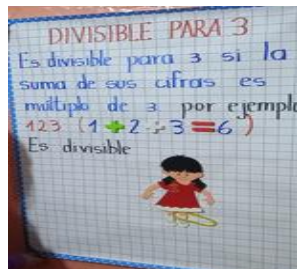 DIVISIBLE PARA 3
Es divisible para 3 si la
suma de sus cifras es
multiplo de 3 por ejempl
123 (1+2÷3=6)
Es divisible